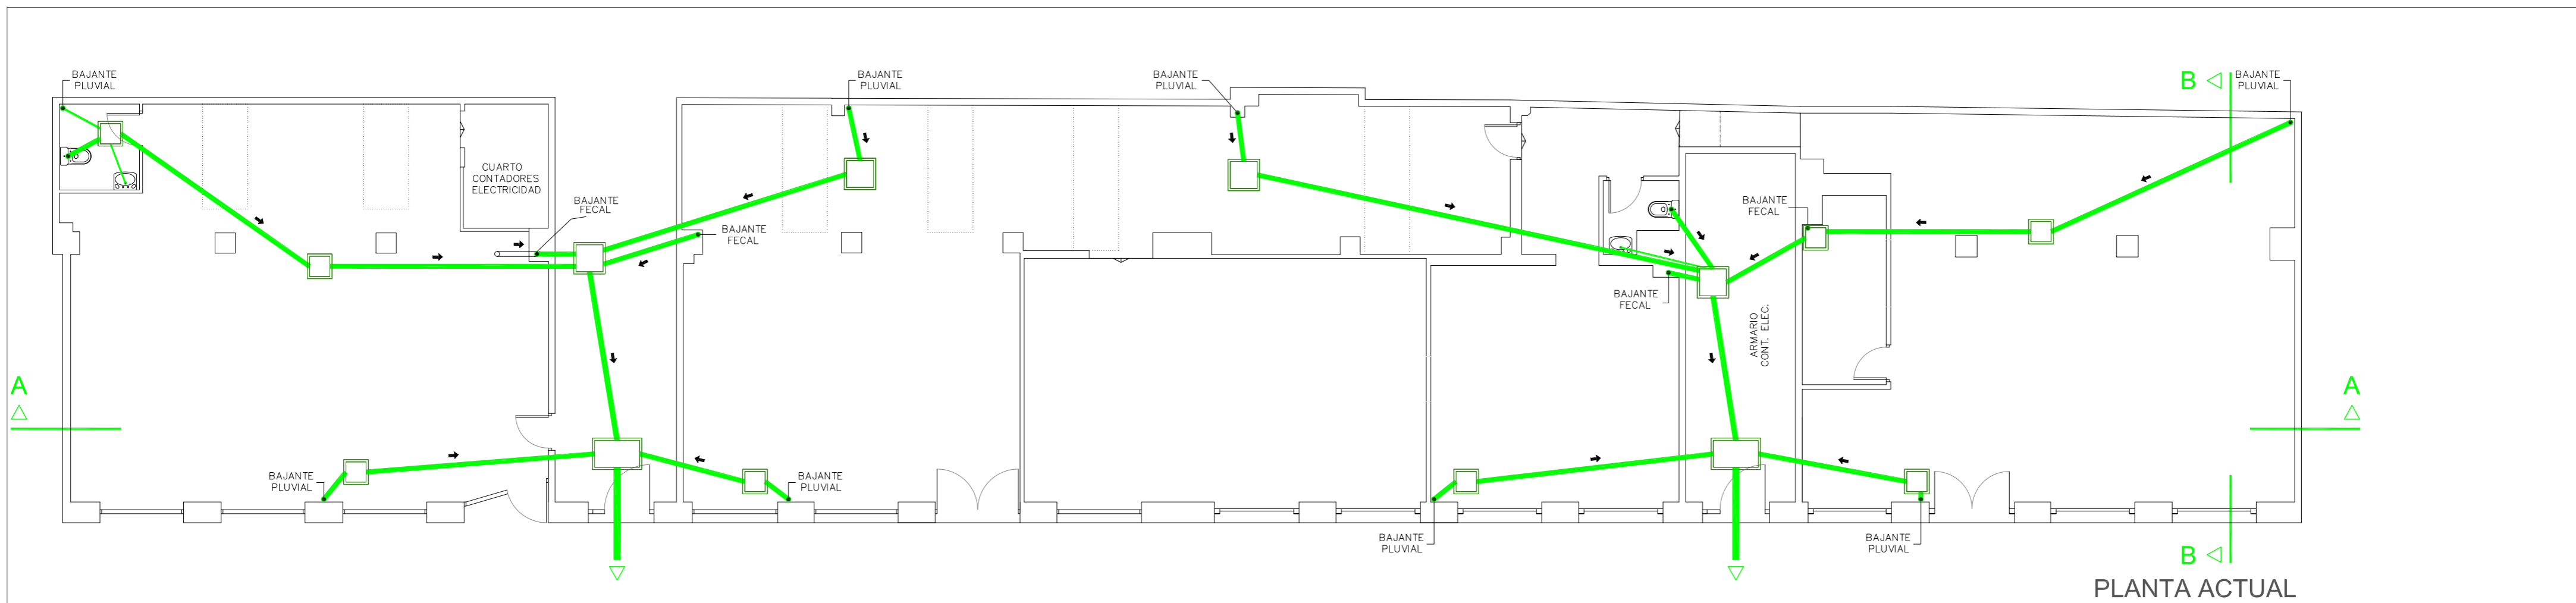 BAJANTE
PLUVIAL
BAJANTE
PLUVIAL
BAJANTE
PLUVIAL
B
BAJANTE
PLUVIAL
CUARTO
CONTADORES
ELECTRICIDAD
BAJANTE
FECAL
BAJANTE
FECAL
BAJANTE
FECAL
BAJANTE
FECAL
ARMARIO
CONT. ELEC.
A
A
BAJANTE
PLUVIAL
BAJANTE
PLUVIAL
BAJANTE
PLUVIAL
BAJANTE
PLUVIAL
B
PLANTA ACTUAL